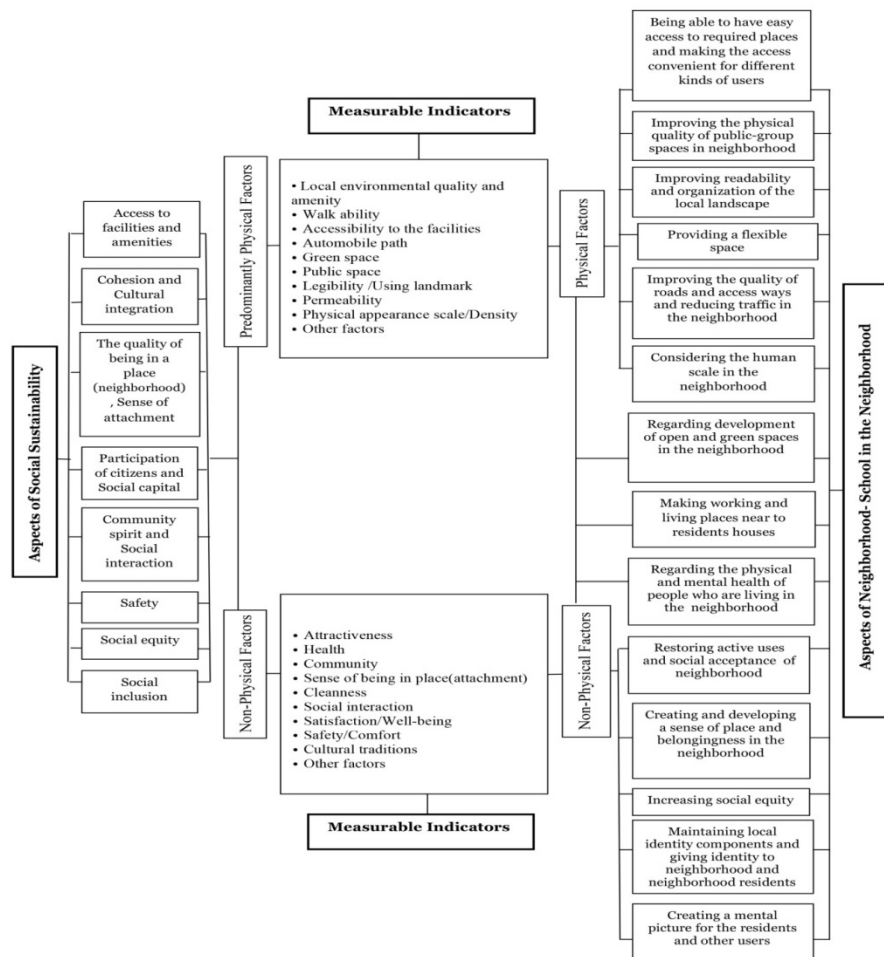 Aspects of Social Sustainability
Access to
facilities and
amenities
Cohesion and
Cultural
integration
The quality of
being in a
place
(neighborhood)
, Sense of
attachment
Participation
of citizens and
Social capital
Community
spirit and
Social
interaction
Safety
Social equity
Social
inclusion
Predominantly Physical Factors
Non-Physical Factors
Measurable Indicators
• Local environmental quality and
amenity
• Walk ability
• Accessibility to the facilities
• Automobile path
• Green space
• Public space
• Legibility /Using landmark
• Permeability
• Physical appearance scale/Density
• Other factors
• Attractiveness
• Health
• Community
• Sense of being in place(attachment)
• Cleanness
• Social interaction
• Satisfaction/Well-being
• Safety/Comfort
• Cultural traditions
• Other factors
Measurable Indicators
Physical Factors
Non-Physical Factors
Being able to have easy
access to required places
and making the access
convenient for different
kinds of users
Improving the physical
quality of public-group
spaces in neighborhood
Improving readability
and organization of the
local landscape
Providing a flexible
space
Improving the quality of
roads and access ways
and reducing traffic in
the neighborhood
Considering the human
scale in the
neighborhood
Regarding development
of open and green spaces
in the neighborhood
Making working and
living places near to
residents houses
Regarding the physical
and mental health of
people who are living in
the neighborhood
Restoring active uses
and social acceptance of
neighborhood
Creating and developing
a sense of place and
belongingness in the
neighborhood
Increasing social equity
Maintaining local
identity components and
giving identity to
neighborhood and
neighborhood residents
Creating a mental
picture for the residents
and other users
Aspects of Neighborhood- School in the Neighborhood